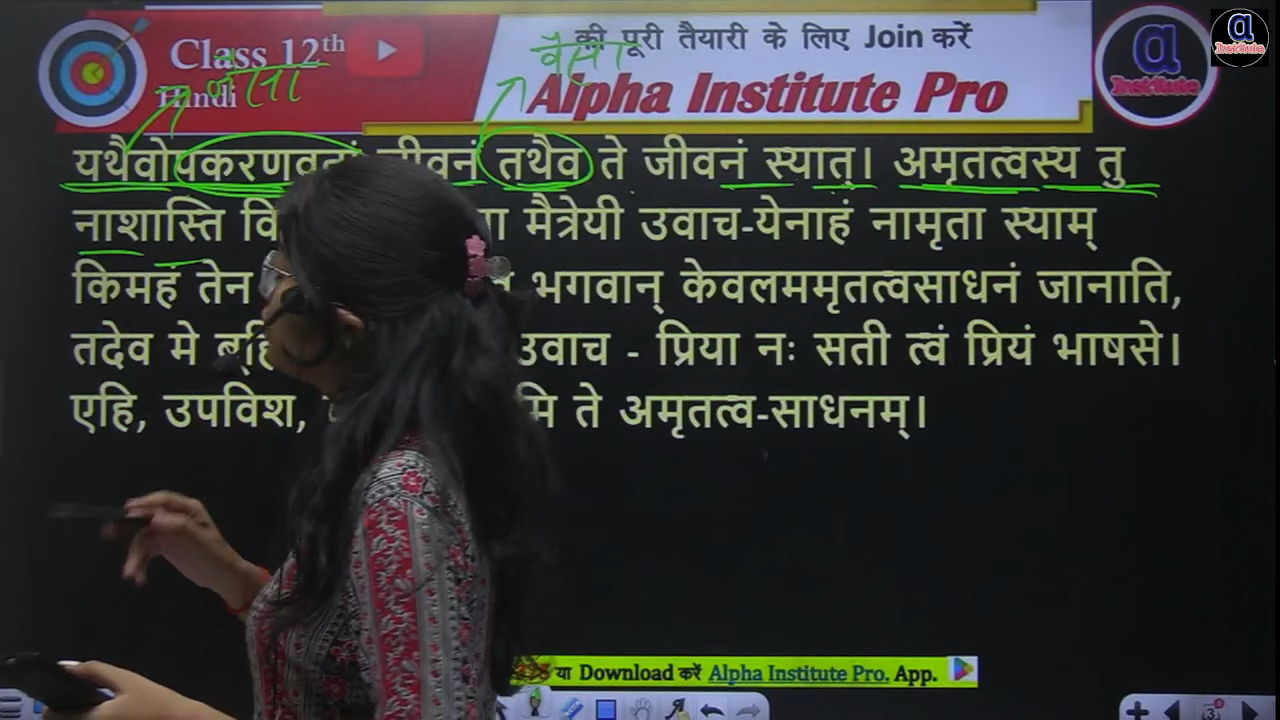 Class 12th
Hindi
जैसा
की पूरी तैयारी के लिए Join करें
वैसा
Alpha Institute Pro
α
Institute
α
Institute
यथैवोपकरणवतां जीवनं तथैव ते जीवनं स्यात्। अमृतत्वस्य तु
नाशास्ति मैत्रेयी उवाच-येनाहं नामृता स्याम्
किमहं तेन भगवान् केवलममृतत्वसाधनं जानाति,
तदेव मे उवाच - प्रिया नः सती त्वं प्रियं भाषसे।
एहि, उपविश, ते अमृतत्व-साधनम्।
या Download करें Alpha Institute Pro. App.